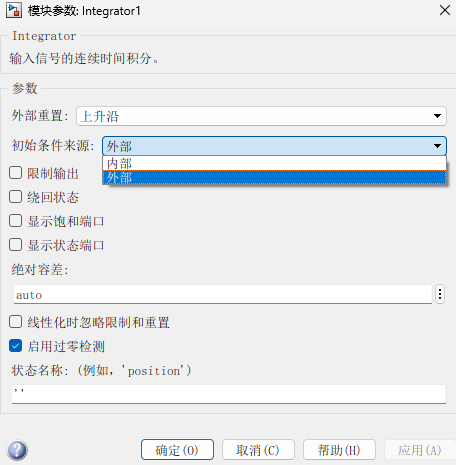 模块参数: Integrator1
Integrator
输入信号的连续时间积分。
参数
外部重置: 上升沿
初始条件来源: 外部
内部
外部
限制输出
绕回状态
显示饱和端口
显示状态端口
绝对容差:
auto
线性化时忽略限制和重置
启用过零检测
状态名称: (例如, 'position')
''
确定(O) 取消(C) 帮助(H) 应用(A)